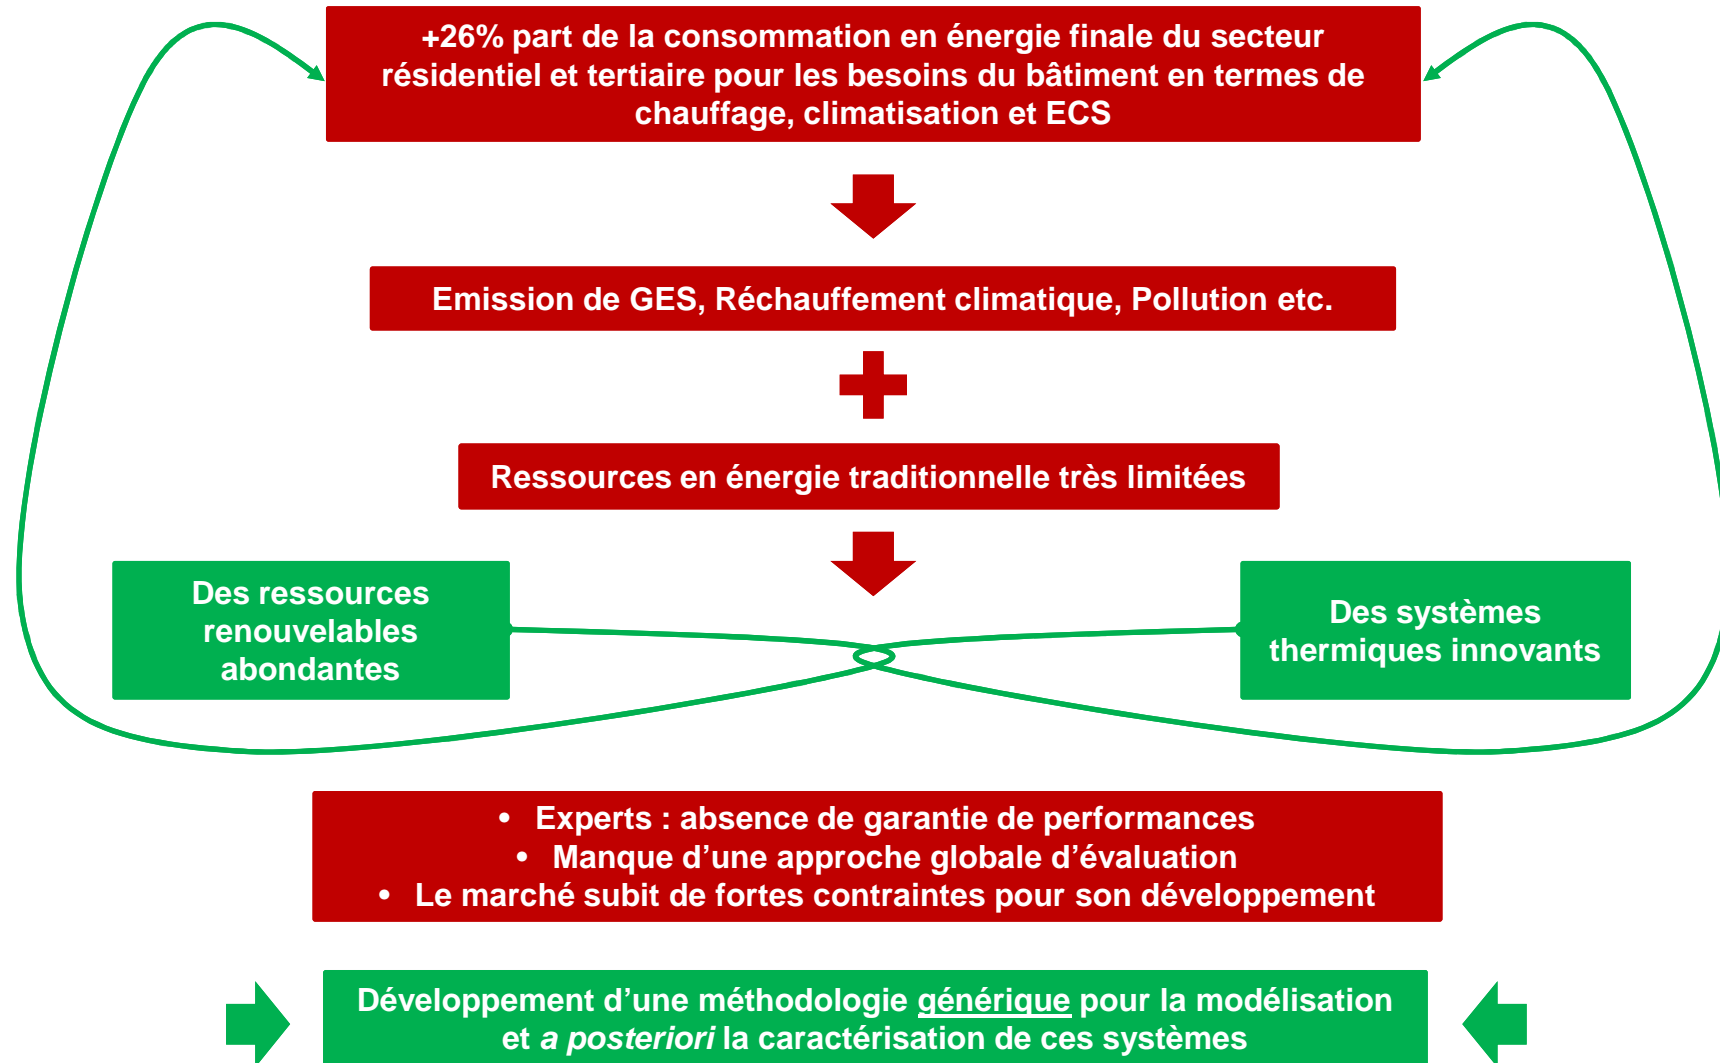 +26% part de la consommation en énergie finale du secteur
résidentiel et tertiaire pour les besoins du bâtiment en termes de
chauffage, climatisation et ECS
Emission de GES, Réchauffement climatique, Pollution etc.
Ressources en énergie traditionnelle très limitées
Des ressources
renouvelables
abondantes
Des systèmes
thermiques innovants
• Experts : absence de garantie de performances
• Manque d’une approche globale d’évaluation
• Le marché subit de fortes contraintes pour son développement
Développement d’une méthodologie générique pour la modélisation
et a posteriori la caractérisation de ces systèmes